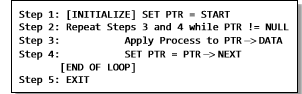 Step 1: [INITIALIZE] SET PTR = START
Step 2: Repeat Steps 3 and 4 while PTR != NULL
Step 3: Apply Process to PTR->DATA
Step 4: SET PTR = PTR->NEXT
[END OF LOOP]
Step 5: EXIT